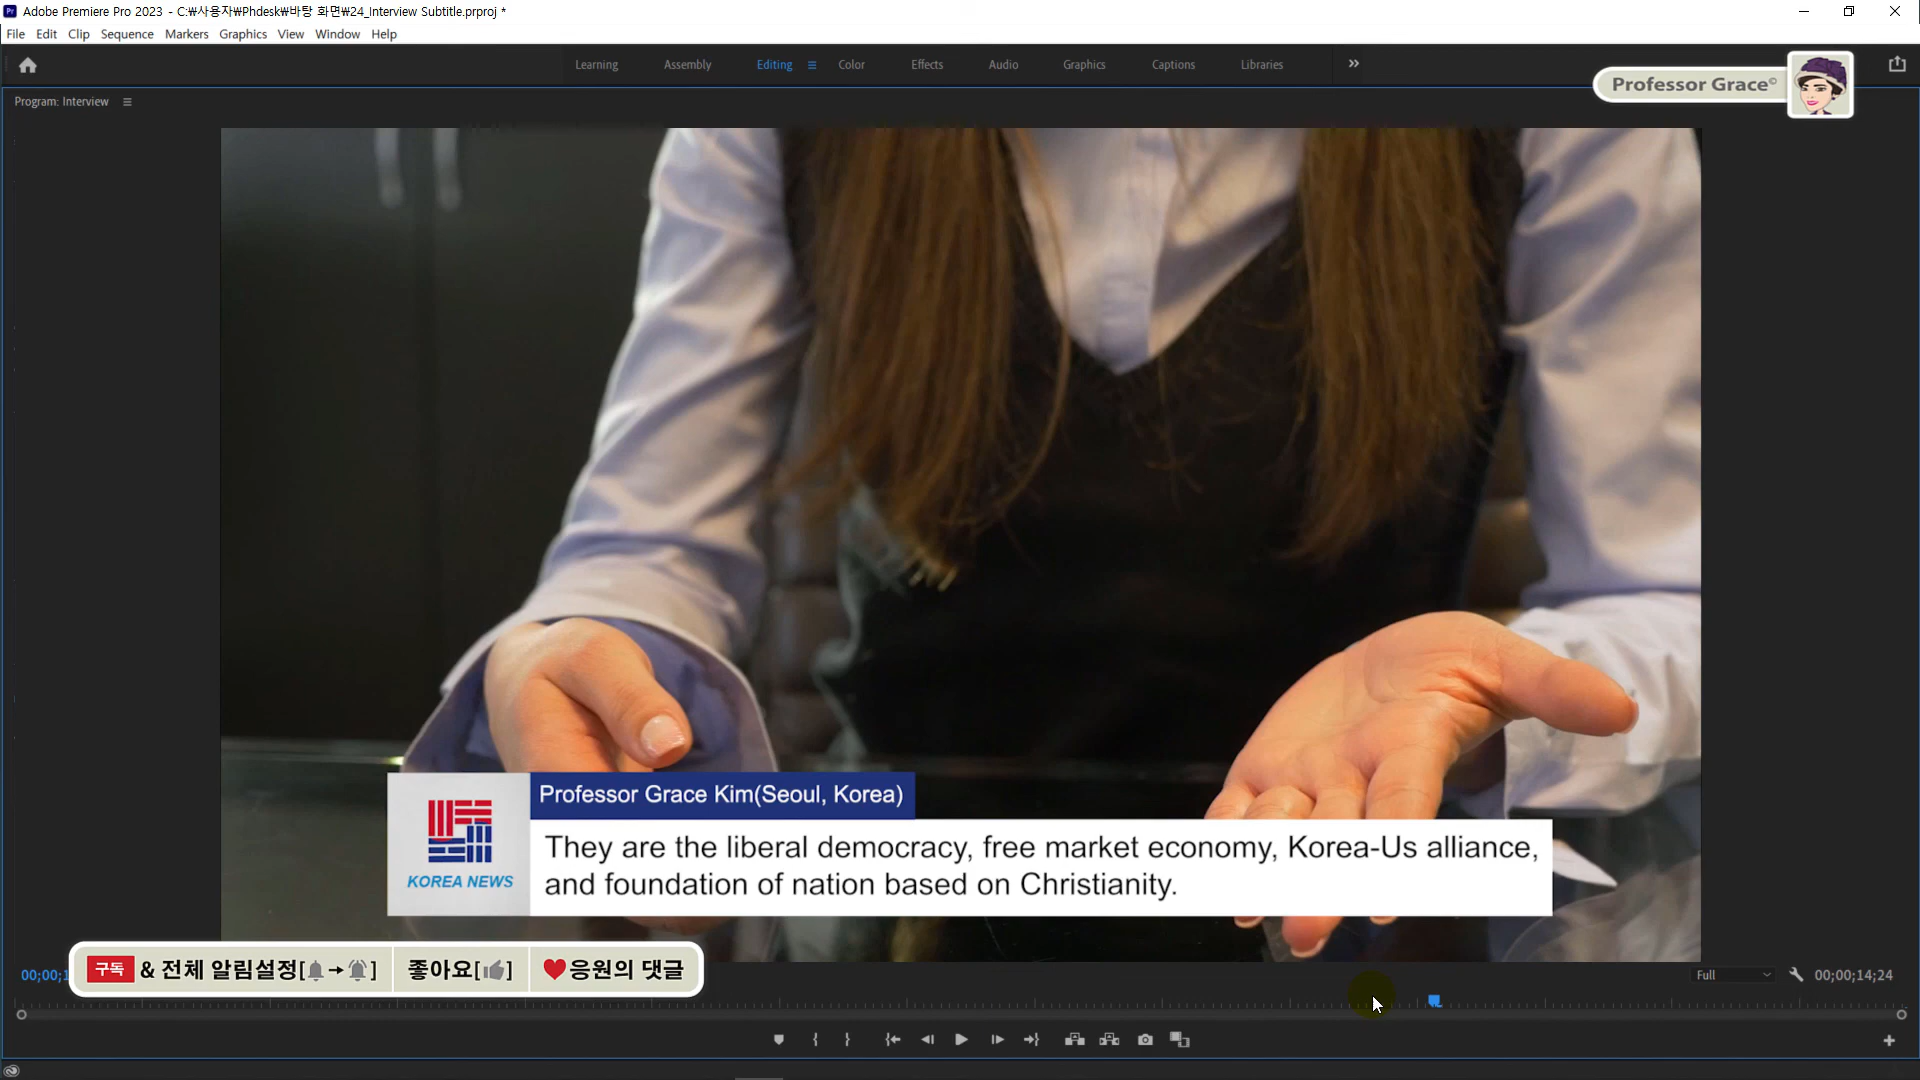 Adobe Premiere Pro 2023 - C:₩사용자₩Phdesk₩바탕 화면₩24_Interview Subtitle.prproj *
File Edit Clip Sequence Markers Graphics View Window Help
Learning Assembly Editing Color Effects Audio Graphics Captions Libraries
Professor Grace©
Program: Interview
Professor Grace Kim(Seoul, Korea)
KOREA NEWS
They are the liberal democracy, free market economy, Korea-Us alliance,
and foundation of nation based on Christianity.
구독 & 전체 알림설정[→] 좋아요[] 응원의 댓글
Full 00;00;14;24